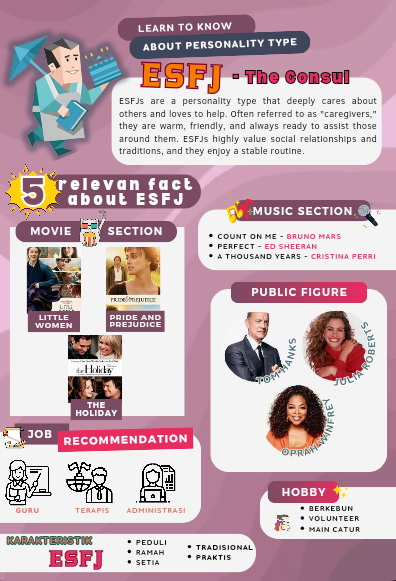 LEARN TO KNOW
ABOUT PERSONALITY TYPE
ESFJ - The Consul
ESFJs are a personality type that deeply cares about
others and loves to help. Often referred to as "caregivers,"
they are warm, friendly, and always ready to assist those
around them. ESFJs highly value social relationships and
traditions, and they enjoy a stable routine.
5 relevan fact
about ESFJ
MOVIE SECTION
LITTLE
WOMEN
PRIDE & PREJUDICE
PRIDE AND
PREJUDICE
the Holiday
THE
HOLIDAY
MUSIC SECTION
COUNT ON ME - BRUNO MARS
PERFECT - ED SHEERAN
A THOUSAND YEARS - CRISTINA PERRI
PUBLIC FIGURE
TOM HANKS
JULIA ROBERTS
OPRAH WINFREY
JOB
RECOMMENDATION
GURU
TERAPIS
ADMINISTRASI
HOBBY
BERKEBUN
VOLUNTEER
MAIN CATUR
KARAKTERISTIK
ESFJ
PEDULI
RAMAH
SETIA
TRADISIONAL
PRAKTIS